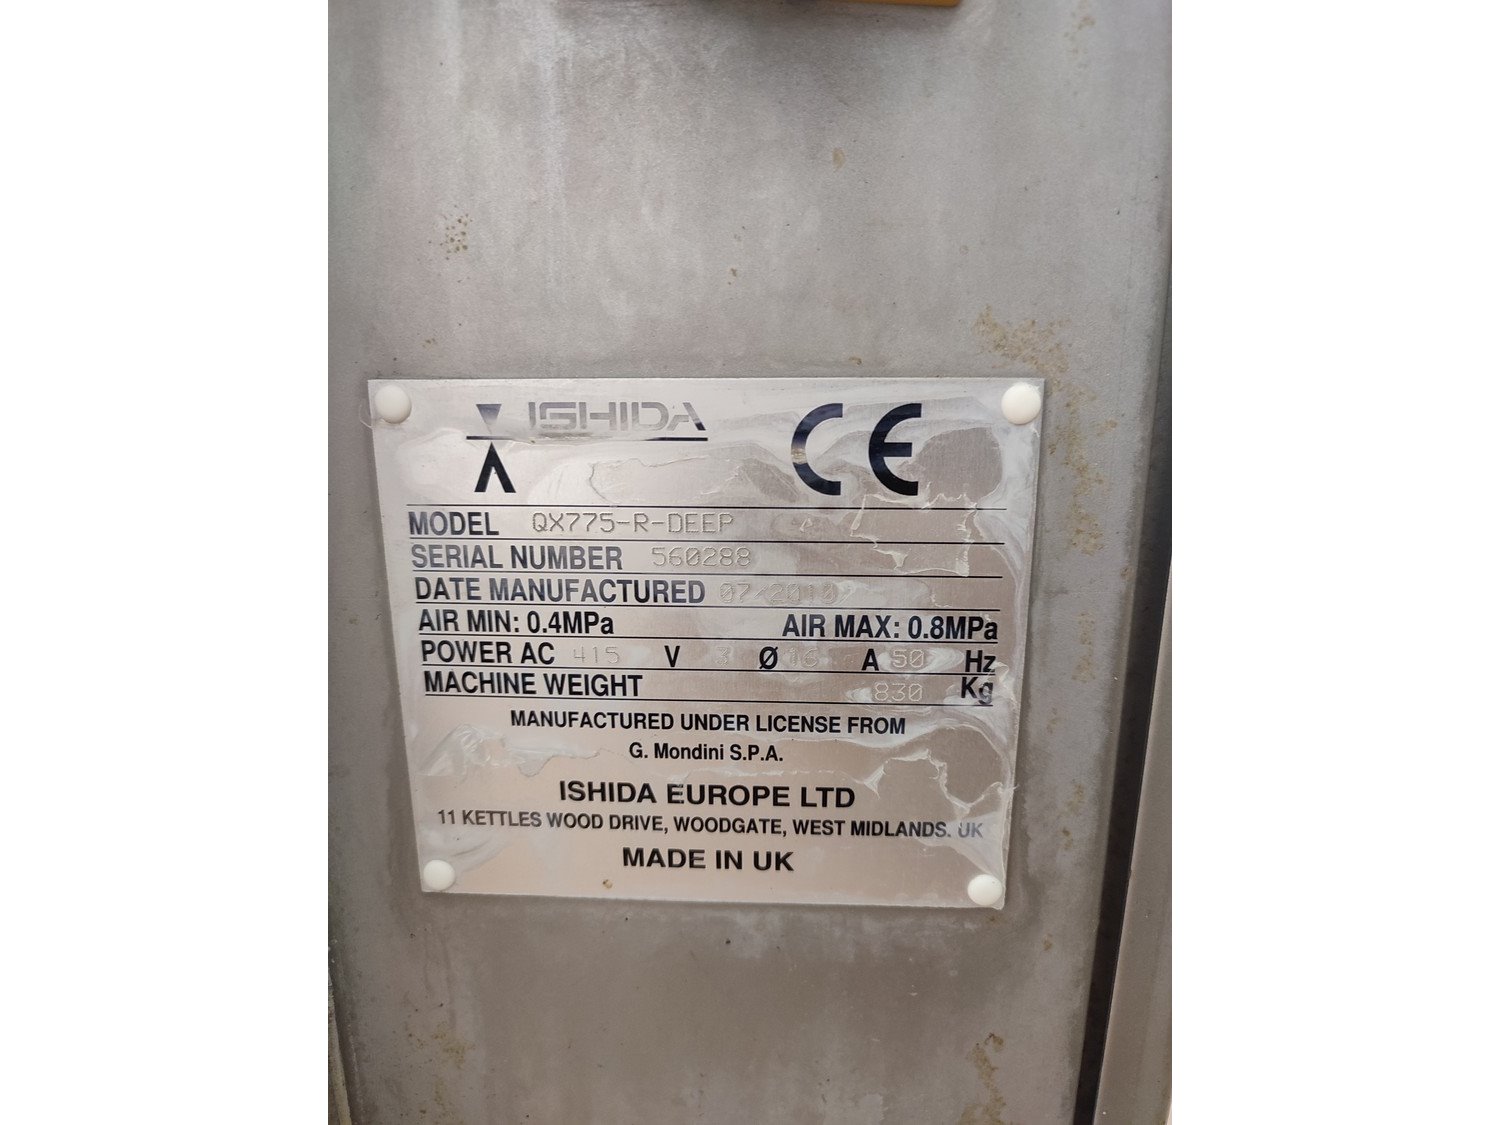 ISHIDA CE
MODEL QX775-R-DEEP
SERIAL NUMBER 560288
DATE MANUFACTURED 07/2010
AIR MIN: 0.4MPa AIR MAX: 0.8MPa
POWER AC 415 V 3 Ø 16 A 50 Hz
MACHINE WEIGHT 830 Kg
MANUFACTURED UNDER LICENSE FROM
G. Mondini S.P.A.
ISHIDA EUROPE LTD
11 KETTLES WOOD DRIVE, WOODGATE, WEST MIDLANDS. UK
MADE IN UK